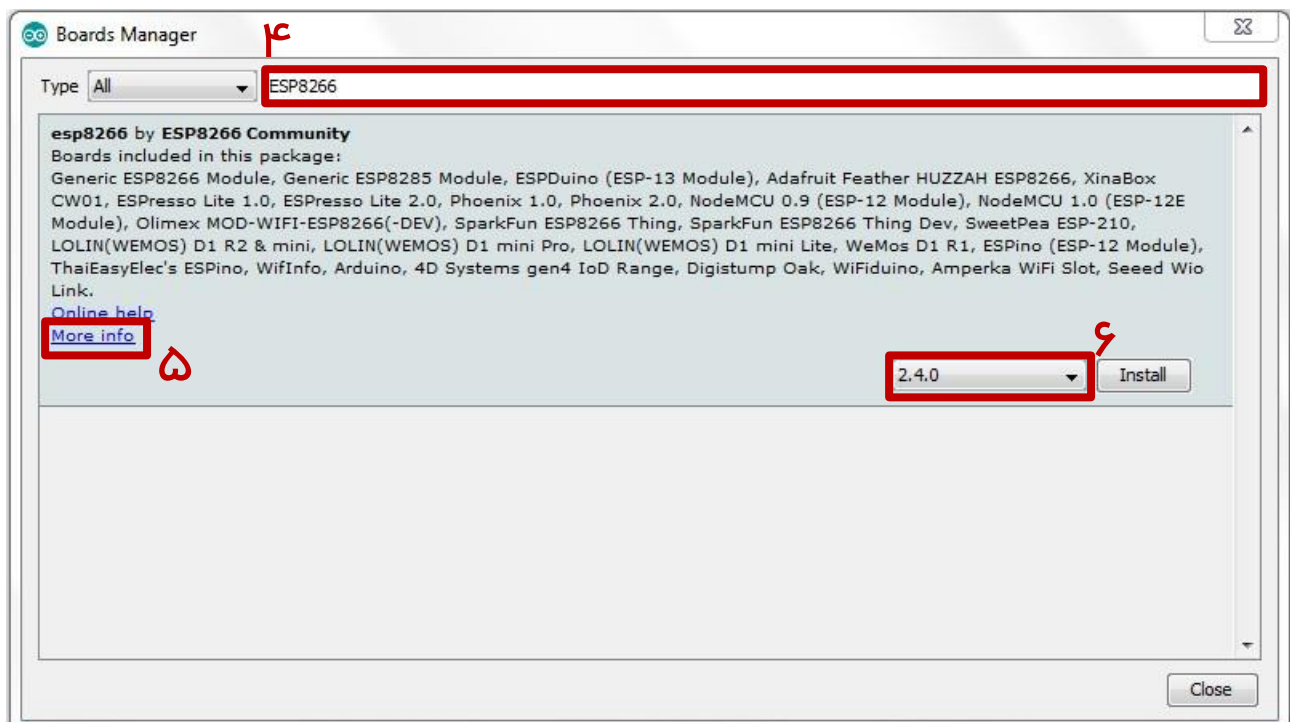 Boards Manager
۴
Type All ESP8266
esp8266 by ESP8266 Community
Boards included in this package:
Generic ESP8266 Module, Generic ESP8285 Module, ESPDuino (ESP-13 Module), Adafruit Feather HUZZAH ESP8266, XinaBox
CW01, ESPresso Lite 1.0, ESPresso Lite 2.0, Phoenix 1.0, Phoenix 2.0, NodeMCU 0.9 (ESP-12 Module), NodeMCU 1.0 (ESP-12E
Module), Olimex MOD-WIFI-ESP8266(-DEV), SparkFun ESP8266 Thing, SparkFun ESP8266 Thing Dev, SweetPea ESP-210,
LOLIN(WEMOS) D1 R2 & mini, LOLIN(WEMOS) D1 mini Pro, LOLIN(WEMOS) D1 mini Lite, WeMos D1 R1, ESPino (ESP-12 Module),
ThaiEasyElec's ESPino, WifInfo, Arduino, 4D Systems gen4 IoD Range, Digistump Oak, WiFiduino, Amperka WiFi Slot, Seeed Wio
Link.
Online help
More info
۵
۶
2.4.0 Install
Close